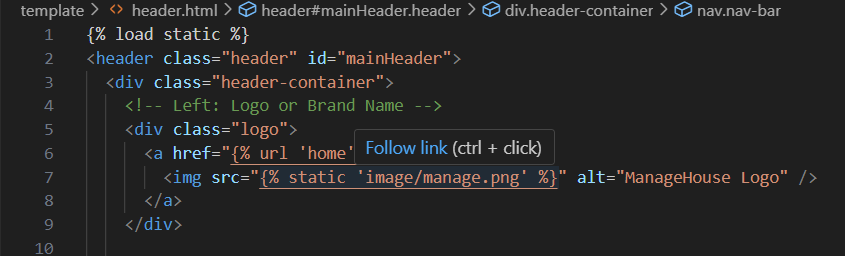 template > header.html > header#mainHeader.header > div.header-container > nav.nav-bar
1 {% load static %}
2 <header class="header" id="mainHeader">
3 <div class="header-container">
4 <!-- Left: Logo or Brand Name -->
5 <div class="logo">
6 <a href="{% url 'home'
Follow link (ctrl + click)
7 <img src="{% static 'image/manage.png' %}" alt="ManageHouse Logo" />
8 </a>
9 </div>
10